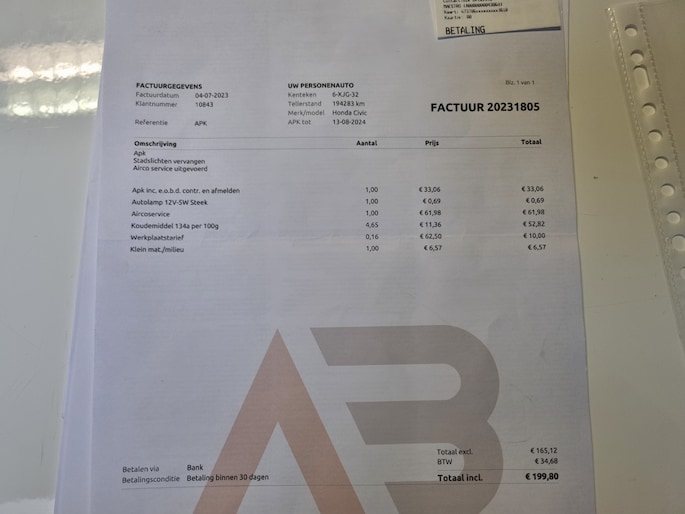 BETALING
Blz. 1 van 1
FACTUURGEGEVENS
Factuurdatum 04-07-2023
Klantnummer 10843
Referentie APK
UW PERSONENAUTO
Kenteken 6-XJG-32
Tellerstand 194283 km
Merk/model Honda Civic
APK tot 13-08-2024
FACTUUR 20231805
Omschrijving Aantal Prijs Totaal
Apk
Stadslichten vervangen
Airco service uitgevoerd
Apk inc. e.o.b.d. contr. en afmelden 1,00 € 33,06 € 33,06
Autolamp 12V-5W Steek 1,00 € 0,69 € 0,69
Aircoservice 1,00 € 61,98 € 61,98
Koudemiddel 134a per 100g 4,65 € 11,36 € 52,82
Werkplaatstarief 0,16 € 62,50 € 10,00
Klein mat./milieu 1,00 € 6,57 € 6,57
AB
Totaal excl. € 165,12
BTW € 34,68
Totaal incl. € 199,80
Betalen via Bank
Betalingsconditie Betaling binnen 30 dagen